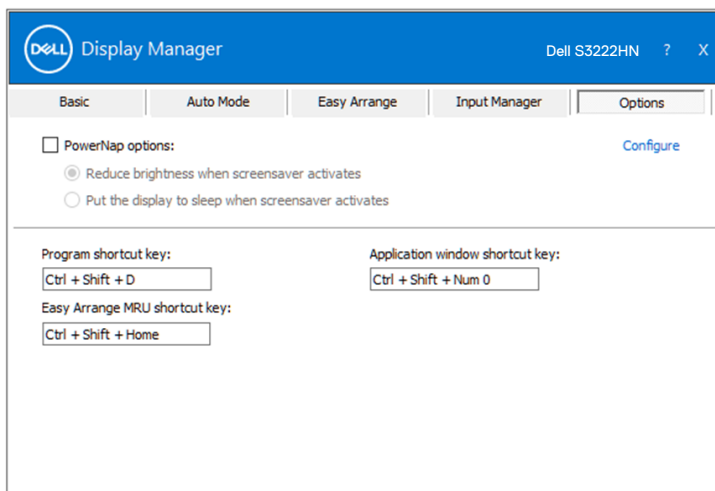 DELL Display Manager Dell S3222HN ? X
Basic Auto Mode Easy Arrange Input Manager Options
PowerNap options: Configure
Reduce brightness when screensaver activates
Put the display to sleep when screensaver activates
Program shortcut key: Application window shortcut key:
Ctrl + Shift + D Ctrl + Shift + Num 0
Easy Arrange MRU shortcut key:
Ctrl + Shift + Home